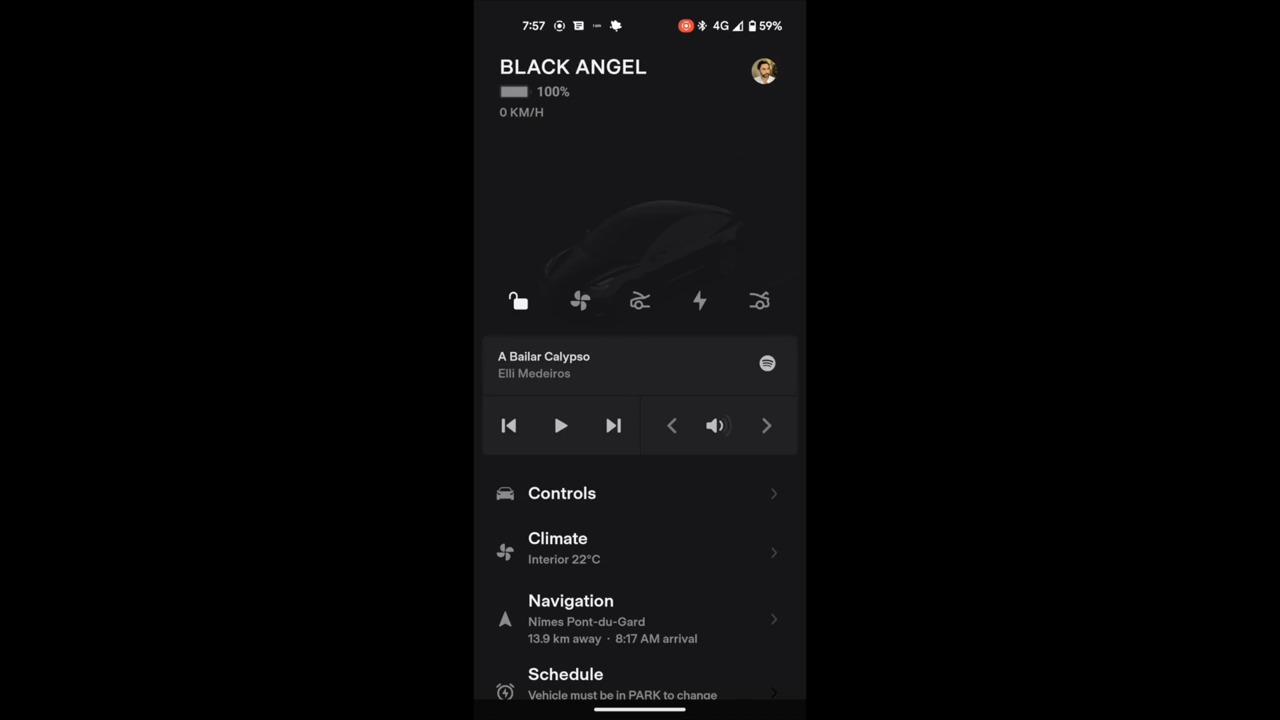 7:57
4G
59%
BLACK ANGEL
100%
0 KM/H
A Bailar Calypso
Elli Medeiros
Controls
Climate
Interior 22°C
Navigation
Nîmes Pont-du-Gard
13.9 km away · 8:17 AM arrival
Schedule
Vehicle must be in PARK to change